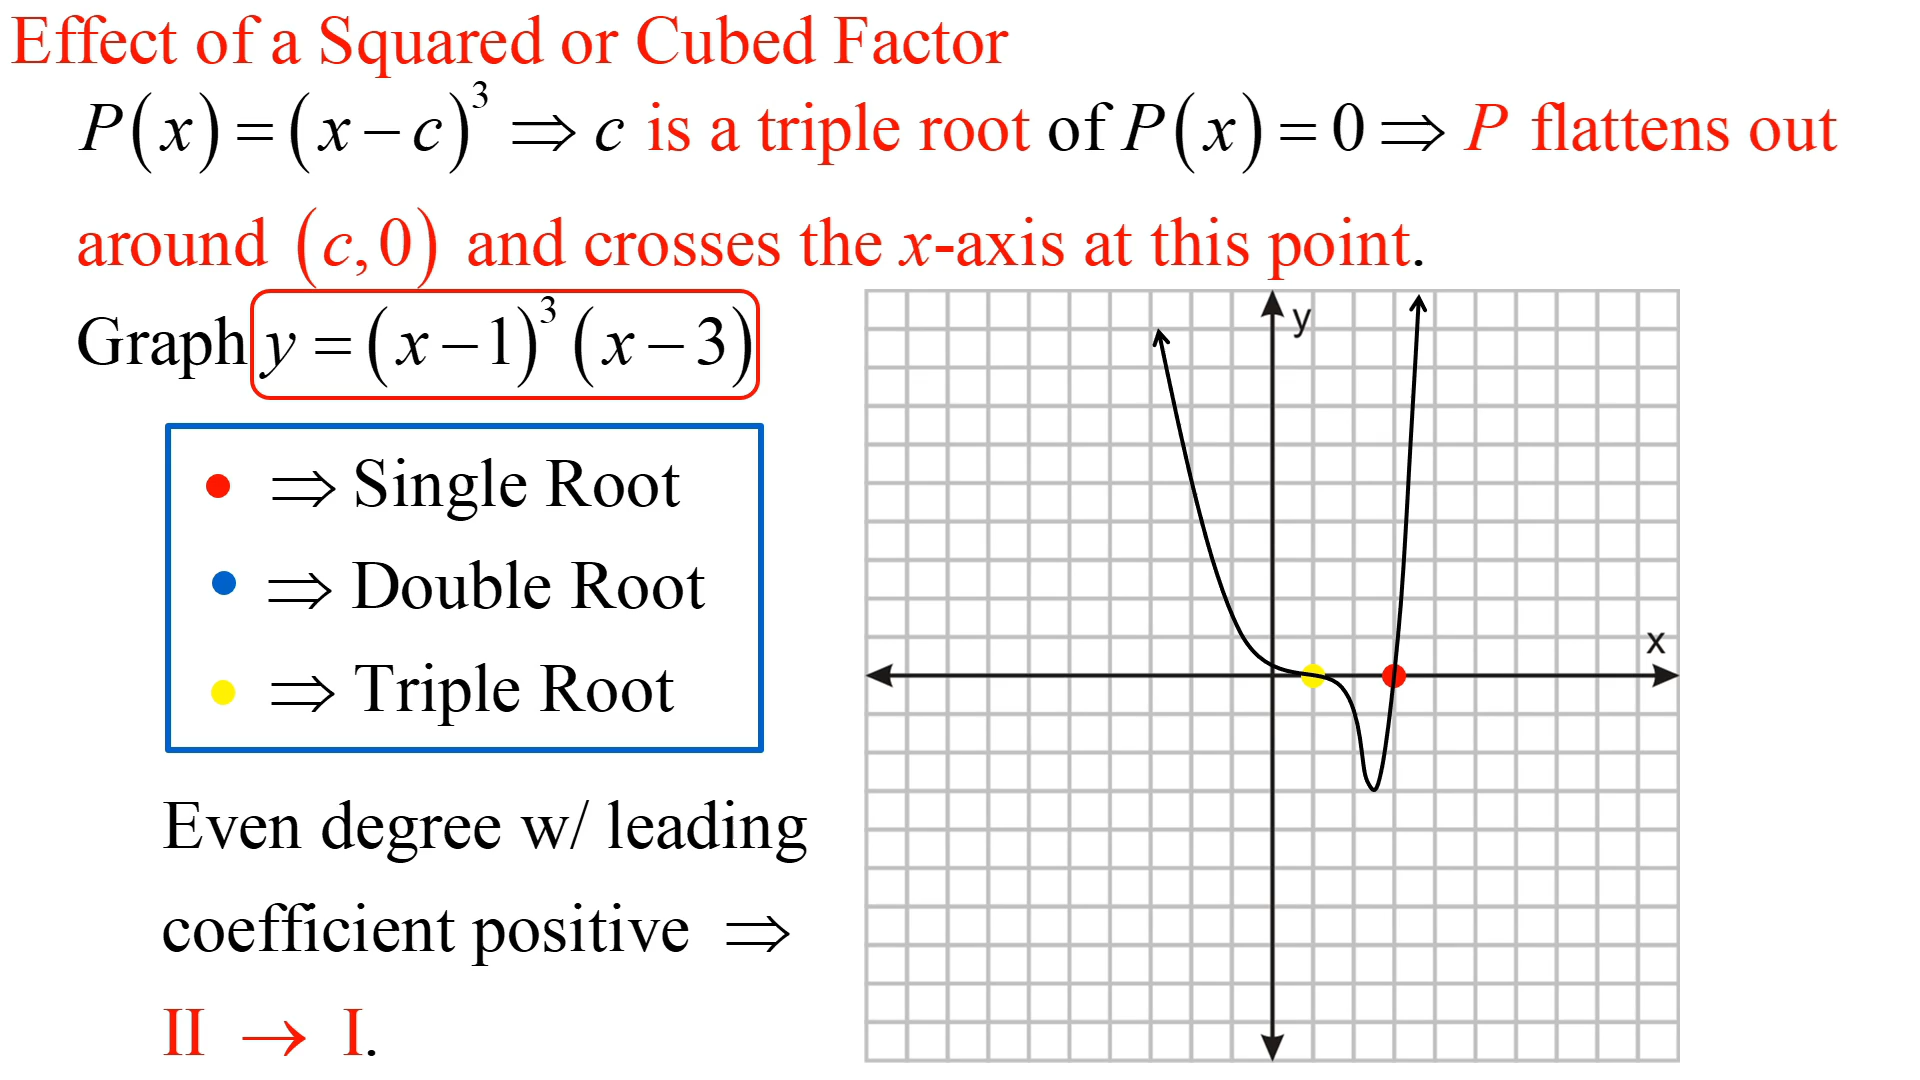 Effect of a Squared or Cubed Factor
P(x) = (x − c)³ ⇒ c is a triple root of P(x) = 0 ⇒ P flattens out
around (c, 0) and crosses the x-axis at this point.
Graph y = (x − 1)³ (x − 3)
⇒ Single Root
⇒ Double Root
⇒ Triple Root
Even degree w/ leading
coefficient positive ⇒
II → I.
y
x